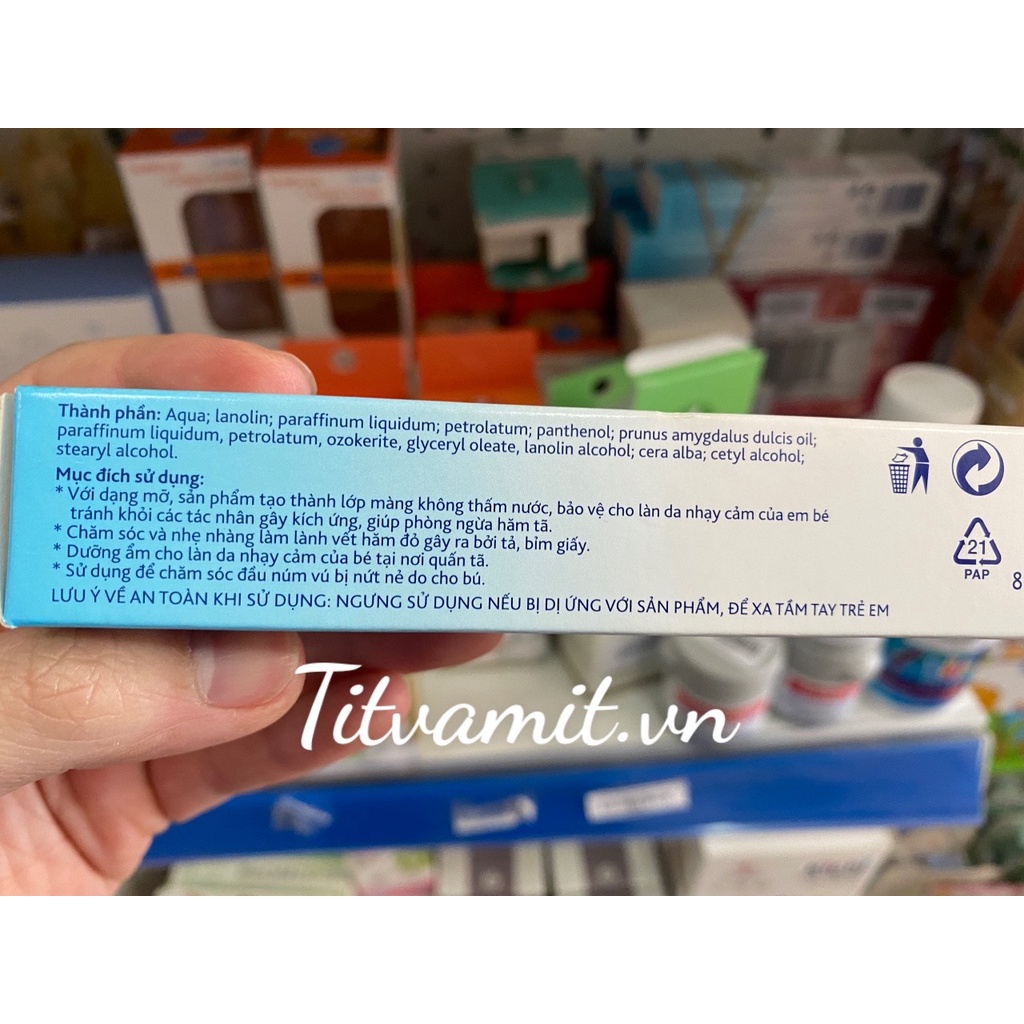 Thành phần: Aqua; lanolin; paraffinum liquidum; petrolatum; panthenol; prunus amygdalus dulcis oil;
paraffinum liquidum, petrolatum, ozokerite, glyceryl oleate, lanolin alcohol; cera alba; cetyl alcohol;
stearyl alcohol.
Mục đích sử dụng:
* Với dạng mỡ, sản phẩm tạo thành lớp màng không thấm nước, bảo vệ cho làn da nhạy cảm của em bé
tránh khỏi các tác nhân gây kích ứng, giúp phòng ngừa hăm tã.
* Chăm sóc và nhẹ nhàng làm lành vết hăm đỏ gây ra bởi tả, bỉm giấy.
* Dưỡng ẩm cho làn da nhạy cảm của bé tại nơi quấn tã.
* Sử dụng để chăm sóc đầu núm vú bị nứt nẻ do cho bú.
LƯU Ý VỀ AN TOÀN KHI SỬ DỤNG: NGƯNG SỬ DỤNG NẾU BỊ DỊ ỨNG VỚI SẢN PHẨM, ĐỂ XA TẦM TAY TRẺ EM
21
PAP
8
Titvamit.vn